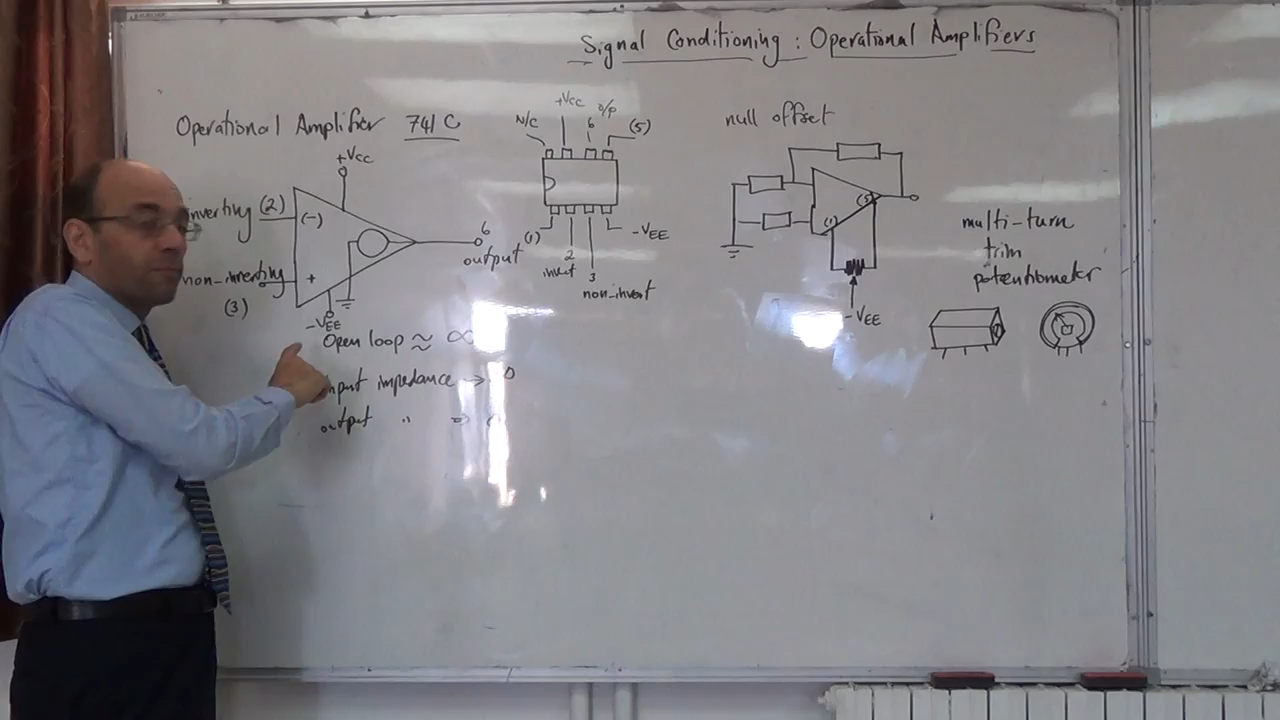 Signal Conditioning : Operational Amplifiers
Operational Amplifier 741 C
+VCC
inverting (2)
(-)
non-inverting
(3)
+
-VEE
6
output
Open loop ≈ ∞
input impedance →
output " ⇒
N/C
+VCC
6
o/p
(5)
(1)
2
invert
3
non-invert
-VEE
null offset
(1)
(5)
-VEE
multi-turn
trim
potentiometer